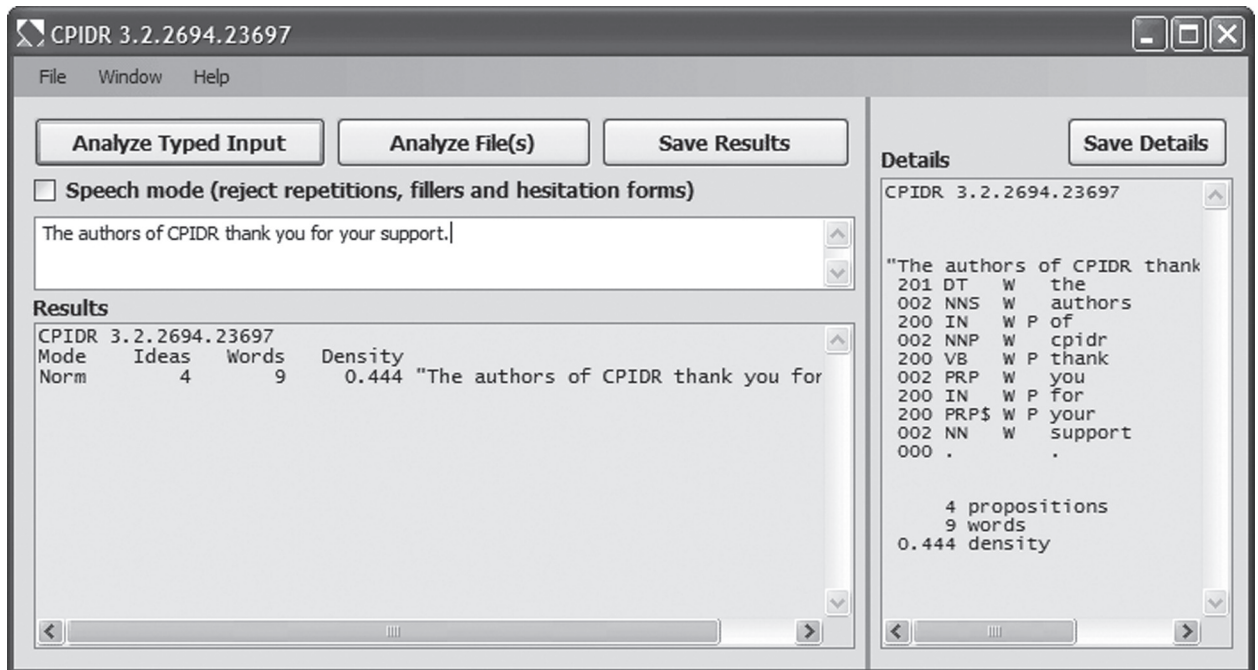 CPIDR 3.2.2694.23697
File Window Help
Analyze Typed Input Analyze File(s) Save Results
Speech mode (reject repetitions, fillers and hesitation forms)
The authors of CPIDR thank you for your support.
Results
CPIDR 3.2.2694.23697
Mode Ideas Words Density
Norm 4 9 0.444 "The authors of CPIDR thank you for
Details Save Details
CPIDR 3.2.2694.23697
"The authors of CPIDR thank
201 DT W the
002 NNS W authors
200 IN W P of
002 NNP W cpidr
200 VB W P thank
002 PRP W you
200 IN W P for
200 PRP$ W P your
002 NN W support
000 . .
4 propositions
9 words
0.444 density